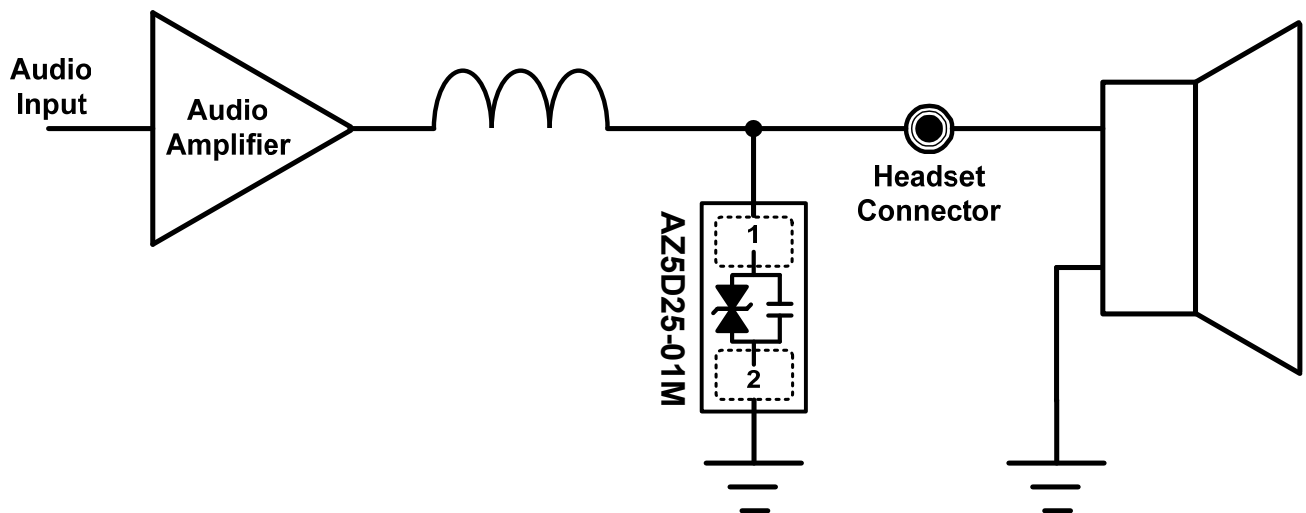 Audio
Input
Audio
Amplifier
Headset
Connector
AZ5D25-01M
1
2